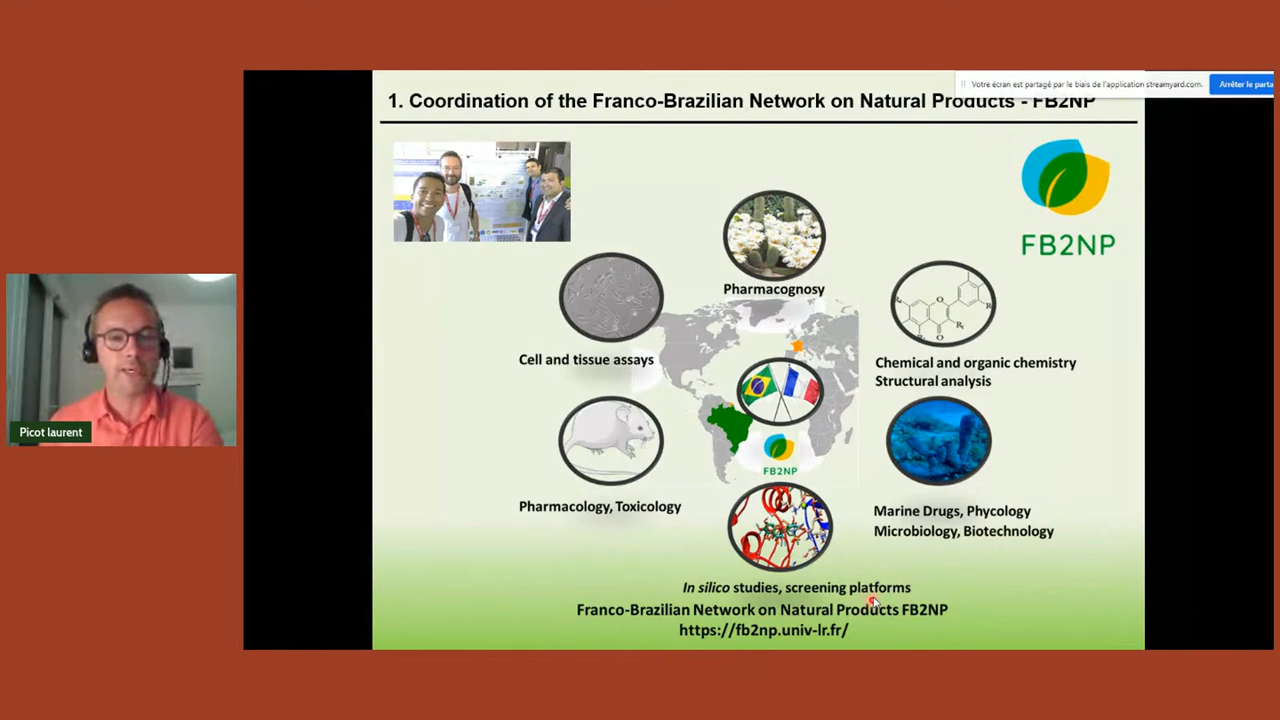 Votre écran est partagé par le biais de l'application streamyard.com.
Arrêter le parta
1. Coordination of the Franco-Brazilian Network on Natural Products - FB2NP
FB2NP
Pharmacognosy
Cell and tissue assays
Chemical and organic chemistry
Structural analysis
Picot laurent
FB2NP
Pharmacology, Toxicology
Marine Drugs, Phycology
Microbiology, Biotechnology
In silico studies, screening platforms
Franco-Brazilian Network on Natural Products FB2NP
https://fb2np.univ-lr.fr/